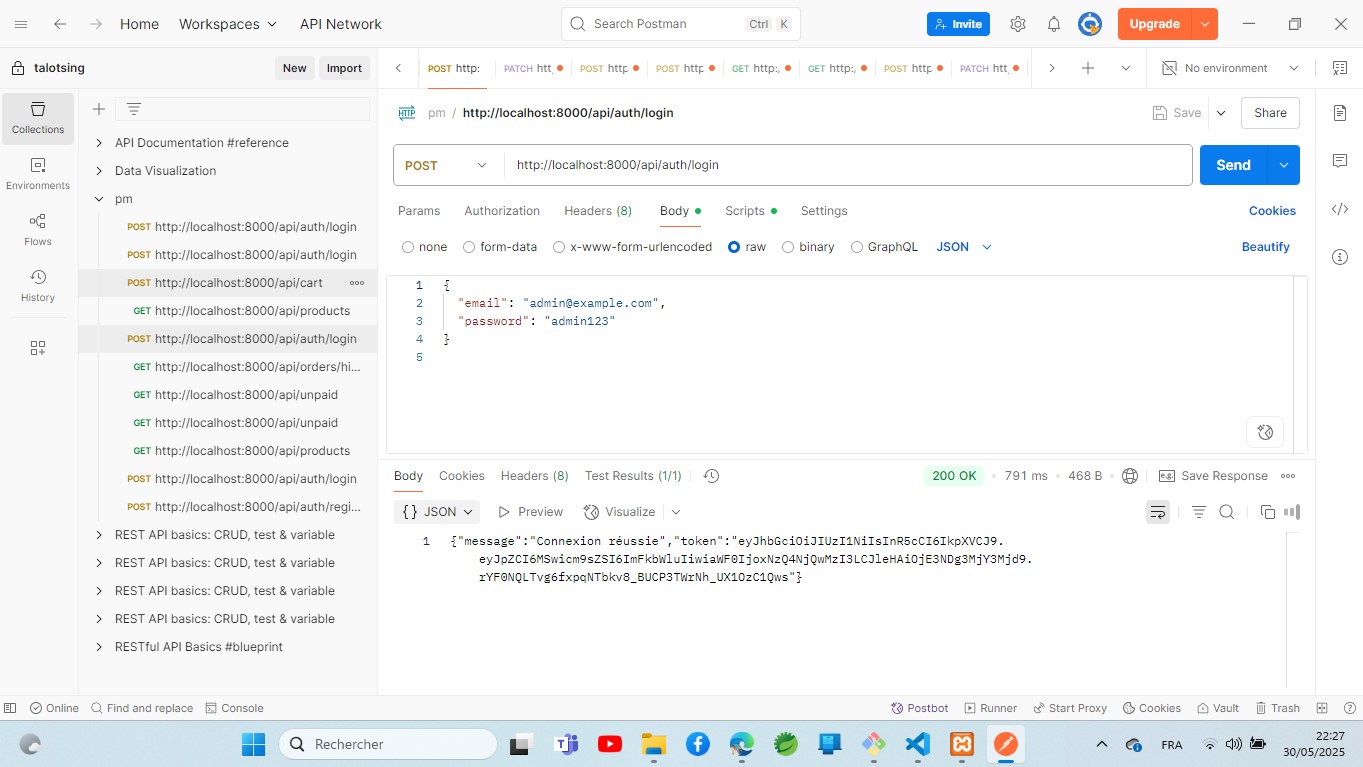 Home
Workspaces
API Network
Search Postman
Ctrl
K
Invite
Upgrade
talotsing
New
Import
POST http:
PATCH htt
POST http
POST http
GET http:,
GET http:,
POST http
PATCH htt
No environment
Collections
Environments
Flows
History
API Documentation #reference
Data Visualization
pm
POST http://localhost:8000/api/auth/login
POST http://localhost:8000/api/auth/login
POST http://localhost:8000/api/cart
GET http://localhost:8000/api/products
POST http://localhost:8000/api/auth/login
GET http://localhost:8000/api/orders/hi...
GET http://localhost:8000/api/unpaid
GET http://localhost:8000/api/unpaid
GET http://localhost:8000/api/products
POST http://localhost:8000/api/auth/login
POST http://localhost:8000/api/auth/regi...
REST API basics: CRUD, test & variable
REST API basics: CRUD, test & variable
REST API basics: CRUD, test & variable
REST API basics: CRUD, test & variable
RESTful API Basics #blueprint
HTTP pm / http://localhost:8000/api/auth/login
Save
Share
POST
http://localhost:8000/api/auth/login
Send
Params
Authorization
Headers (8)
Body
Scripts
Settings
Cookies
none
form-data
x-www-form-urlencoded
raw
binary
GraphQL
JSON
Beautify
1 {
2 "email": "admin@example.com",
3 "password": "admin123"
4 }
5
Body
Cookies
Headers (8)
Test Results (1/1)
200 OK
791 ms
468 B
e.g.
Save Response
{} JSON
Preview
Visualize
1 {"message":"Connexion réussie","token":"eyJhbGciOiJIUzI1NiIsInR5cCI6IkpXVCJ9.
eyJpZCI6MSwicm9sZSI6ImFkbWluIiwiaWF0IjoxNzQ4NjQwMzI3LCJleHAiOjE3NDg3MjY3Mjd9.
rYF0NQLTvg6fxpqNTbkv8_BUCP3TWrNh_UX1OzC1Qws"}
Online
Find and replace
Console
Postbot
Runner
Start Proxy
Cookies
Vault
Trash
Rechercher
FRA
22:27
30/05/2025